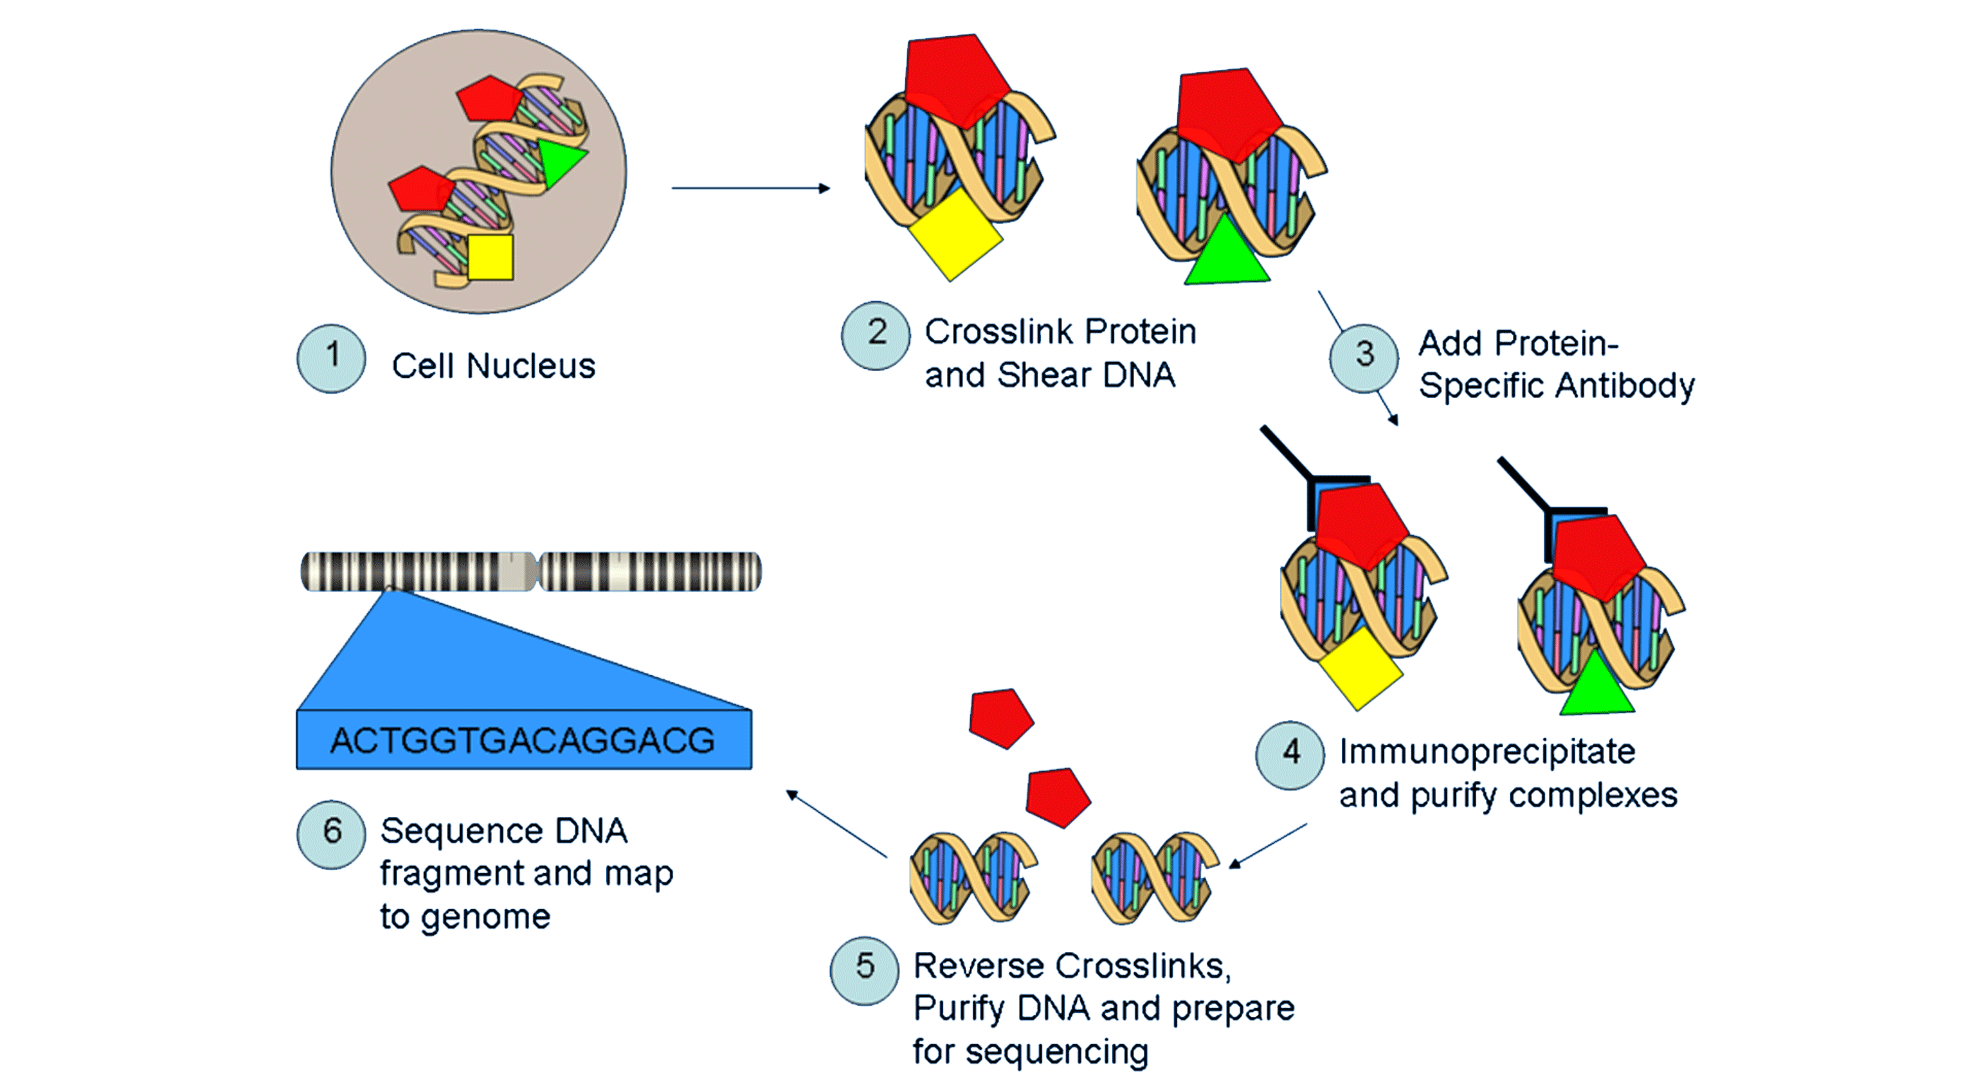 1
Cell Nucleus
2
Crosslink Protein
and Shear DNA
3
Add Protein-
Specific Antibody
4
Immunoprecipitate
and purify complexes
5
Reverse Crosslinks,
Purify DNA and prepare
for sequencing
ACTGGTGACAGGACG
6
Sequence DNA
fragment and map
to genome